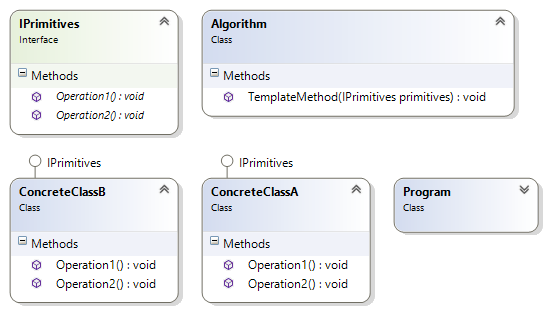 IPrimitives
Interface
Methods
Operation1() : void
Operation2() : void
Algorithm
Class
Methods
TemplateMethod(IPrimitives primitives) : void
IPrimitives
ConcreteClassB
Class
Methods
Operation1() : void
Operation2() : void
IPrimitives
ConcreteClassA
Class
Methods
Operation1() : void
Operation2() : void
Program
Class